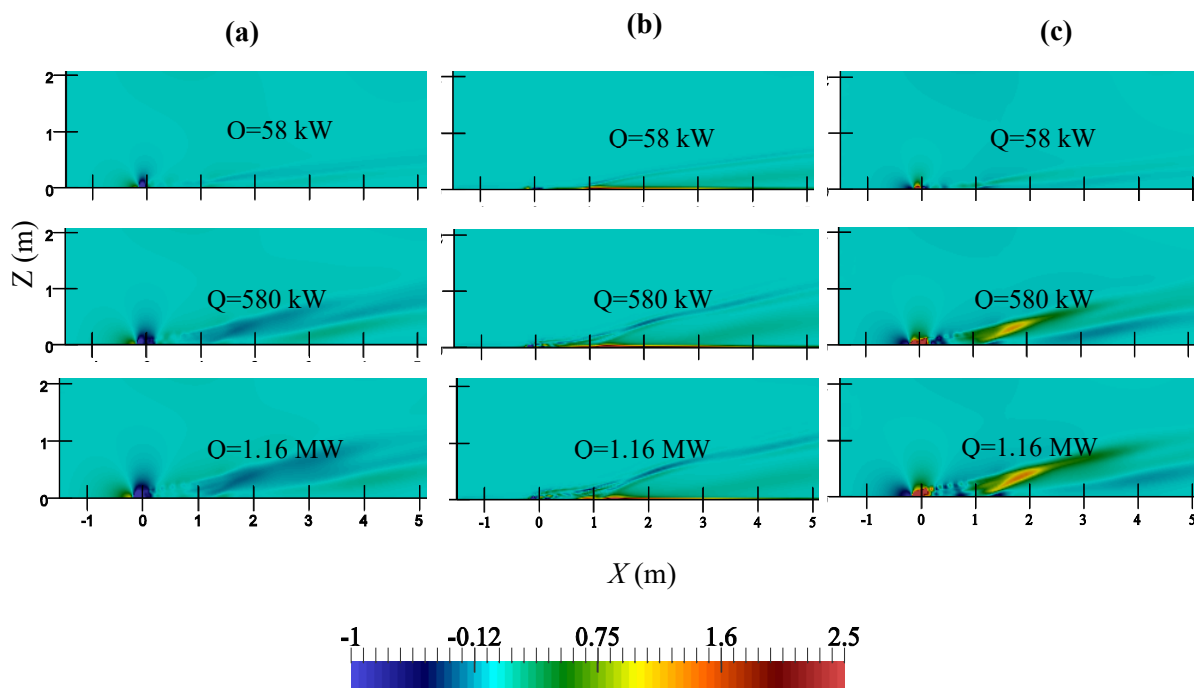 (a)
(b)
(c)
2
1
0
O=58 kW
O=58 kW
Q=58 kW
Z (m)
2
1
0
Q=580 kW
Q=580 kW
O=580 kW
2
1
0
O=1.16 MW
O=1.16 MW
Q=1.16 MW
-1 0 1 2 3 4 5
-1 0 1 2 3 4 5
-1 0 1 2 3 4 5
X (m)
-1 -0.12 0.75 1.6 2.5